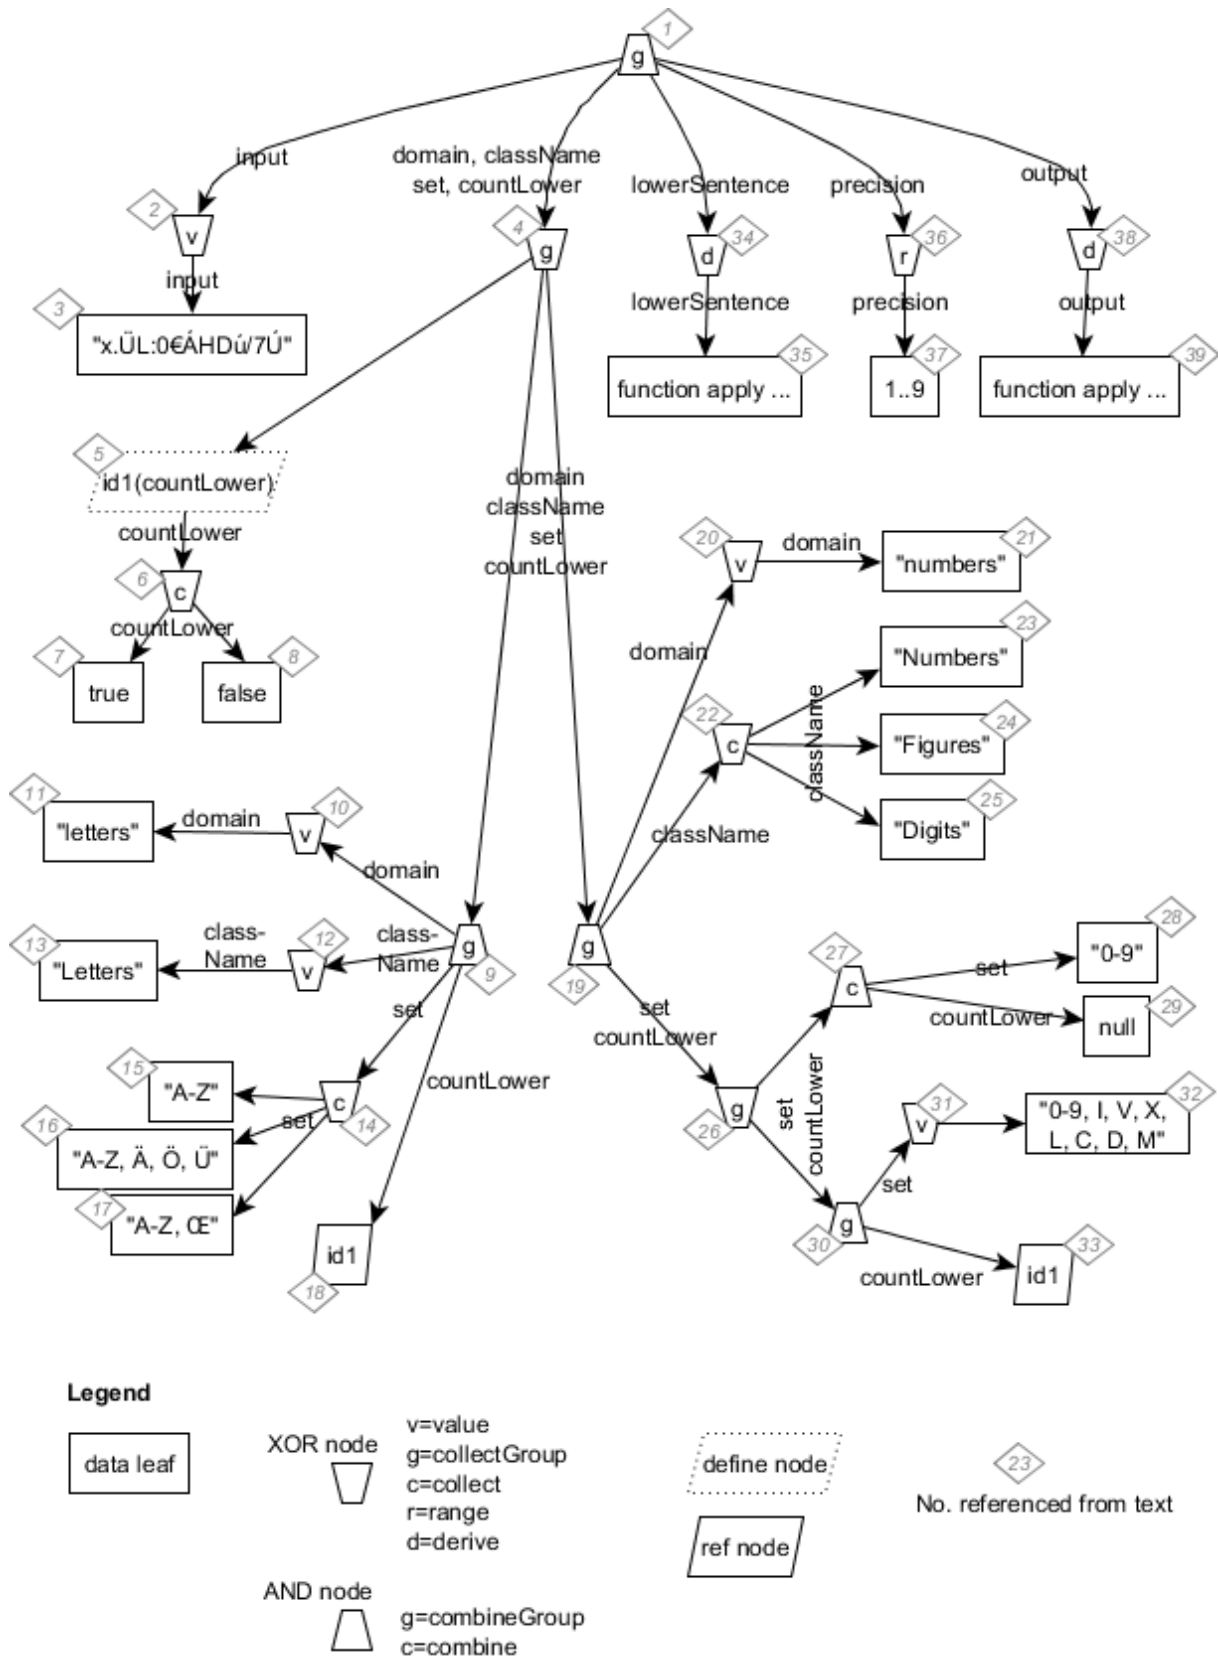 1
g
input
domain, className
set, countLower
lowerSentence
precision
output
2
v
4
g
34
d
36
r
38
d
input
lowerSentence
precision
output
3
"x.ÜL:0€ÁHDú/7Ú"
35
function apply ...
37
1..9
39
function apply ...
5
id1(countLower)
countLower
6
c
countLower
7
true
8
false
domain
className
set
countLower
20
v
domain
21
"numbers"
domain
22
c
className
className
23
"Numbers"
24
"Figures"
25
"Digits"
11
"letters"
domain
10
v
domain
13
"Letters"
class-
Name
12
v
class-
Name
g
9
g
19
set
countLower
set
countLower
15
"A-Z"
16
"A-Z, Ä, Ö, Ü"
17
"A-Z, Œ"
set
c
14
id1
18
27
c
set
28
"0-9"
countLower
29
null
g
26
set
countLower
31
v
32
"0-9, I, V, X,
L, C, D, M"
set
g
30
countLower
33
id1
Legend
data leaf
XOR node
v=value
g=collectGroup
c=collect
r=range
d=derive
AND node
g=combineGroup
c=combine
define node
ref node
23
No. referenced from text